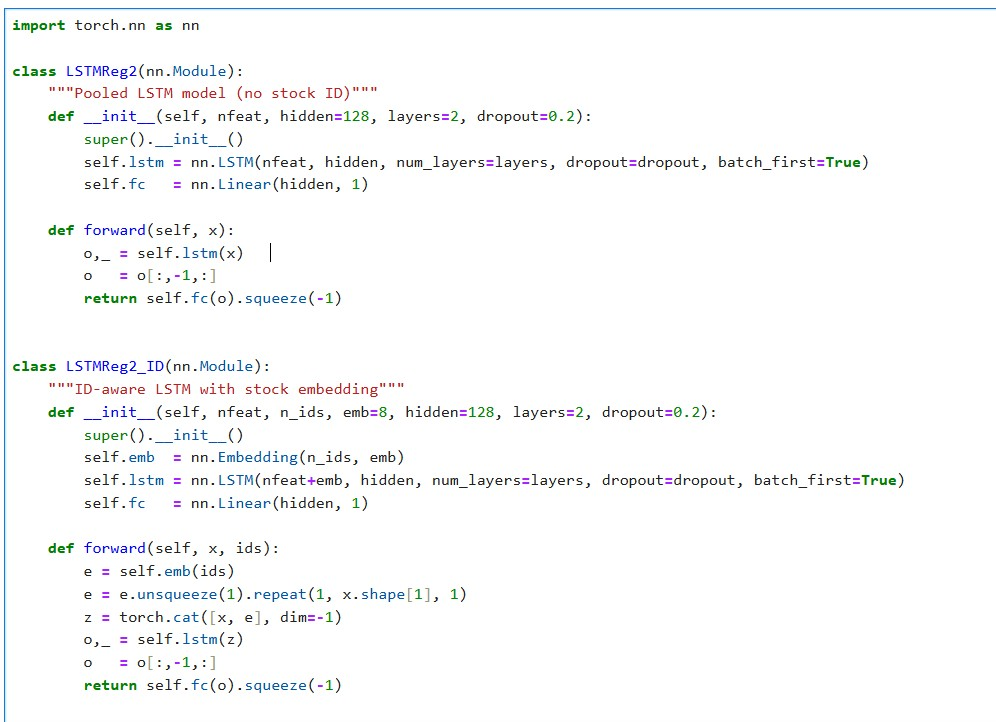 import torch.nn as nn
class LSTMReg2(nn.Module):
    """Pooled LSTM model (no stock ID)"""
    def __init__(self, nfeat, hidden=128, layers=2, dropout=0.2):
        super().__init__()
        self.lstm = nn.LSTM(nfeat, hidden, num_layers=layers, dropout=dropout, batch_first=True)
        self.fc   = nn.Linear(hidden, 1)
    def forward(self, x):
        o,_ = self.lstm(x)
        o   = o[:,-1,:]
        return self.fc(o).squeeze(-1)
class LSTMReg2_ID(nn.Module):
    """ID-aware LSTM with stock embedding"""
    def __init__(self, nfeat, n_ids, emb=8, hidden=128, layers=2, dropout=0.2):
        super().__init__()
        self.emb  = nn.Embedding(n_ids, emb)
        self.lstm = nn.LSTM(nfeat+emb, hidden, num_layers=layers, dropout=dropout, batch_first=True)
        self.fc   = nn.Linear(hidden, 1)
    def forward(self, x, ids):
        e = self.emb(ids)
        e = e.unsqueeze(1).repeat(1, x.shape[1], 1)
        z = torch.cat([x, e], dim=-1)
        o,_ = self.lstm(z)
        o   = o[:,-1,:]
        return self.fc(o).squeeze(-1)